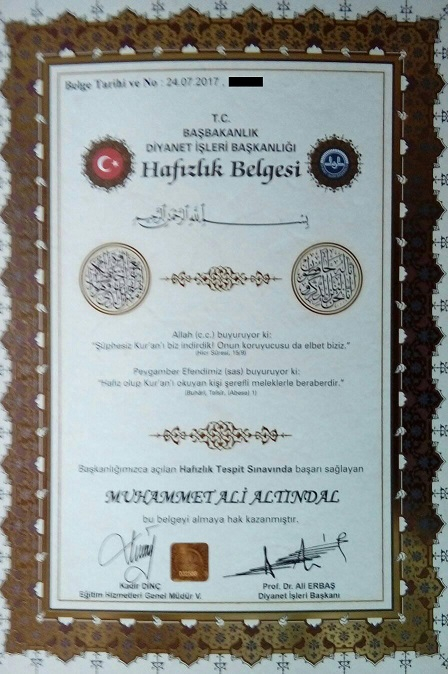 Belge Tarihi ve No : 24.07.2017 ,
T.C.
BAŞBAKANLIK
DİYANET İŞLERİ BAŞKANLIĞI
Hafızlık Belgesi
بسم الله الرحمن الرحيم
Allah (c.c.) buyuruyor ki:
"Şüphesiz Kur'an'ı biz indirdik! Onun koruyucusu da elbet biziz."
(Hicr Sûresi, 15/9)
Peygamber Efendimiz (sas) buyuruyor ki:
"Hafız olup Kur'an'ı okuyan kişi şerefli meleklerle beraberdir."
(Buhârî, Tefsir, (Abese) 1)
Başkanlığımızca açılan Hafızlık Tespit Sınavında başarı sağlayan
MUHAMMET ALİ ALTINDAL
bu belgeyi almaya hak kazanmıştır.
Kadir DİNÇ
Eğitim Hizmetleri Genel Müdür V.
Prof. Dr. Ali ERBAŞ
Diyanet İşleri Başkanı